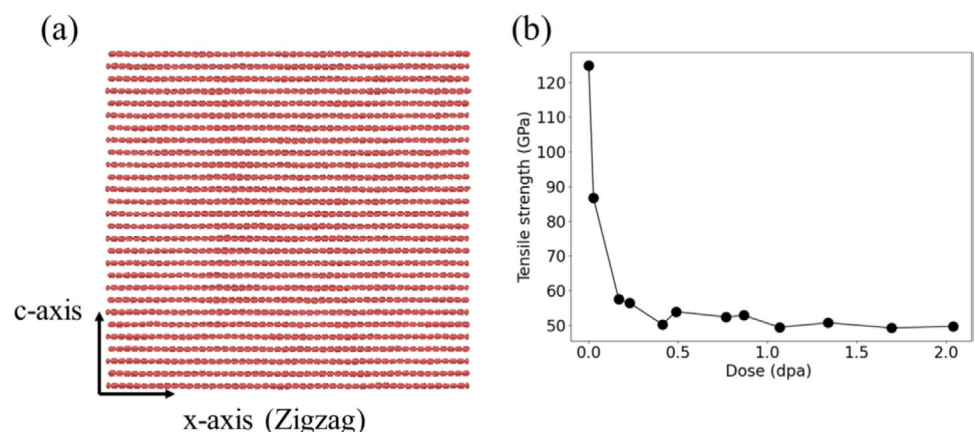 (a)
c-axis
x-axis (Zigzag)
(b)
Tensile strength (GPa)
120
110
100
90
80
70
60
50
0.0 0.5 1.0 1.5 2.0
Dose (dpa)